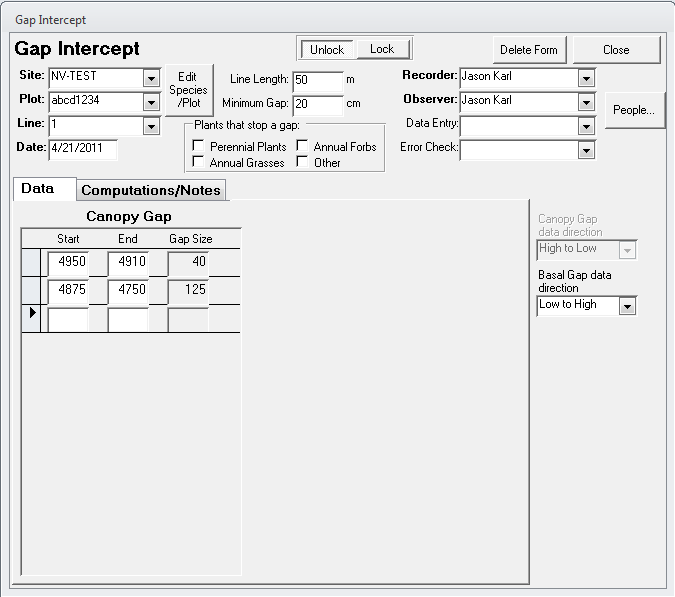 Gap Intercept
Gap Intercept
Unlock Lock Delete Form Close
Site: NV-TEST
Edit Species /Plot
Line Length: 50 m
Recorder: Jason Karl
Plot: abcd1234
Minimum Gap: 20 cm
Observer: Jason Karl
People...
Line: 1
Plants that stop a gap:
Data Entry:
Date: 4/21/2011
Perennial Plants Annual Forbs
Error Check:
Annual Grasses Other
Data Computations/Notes
Canopy Gap
Start End Gap Size
4950 4910 40
4875 4750 125
Canopy Gap
data direction
High to Low
Basal Gap data
direction
Low to High